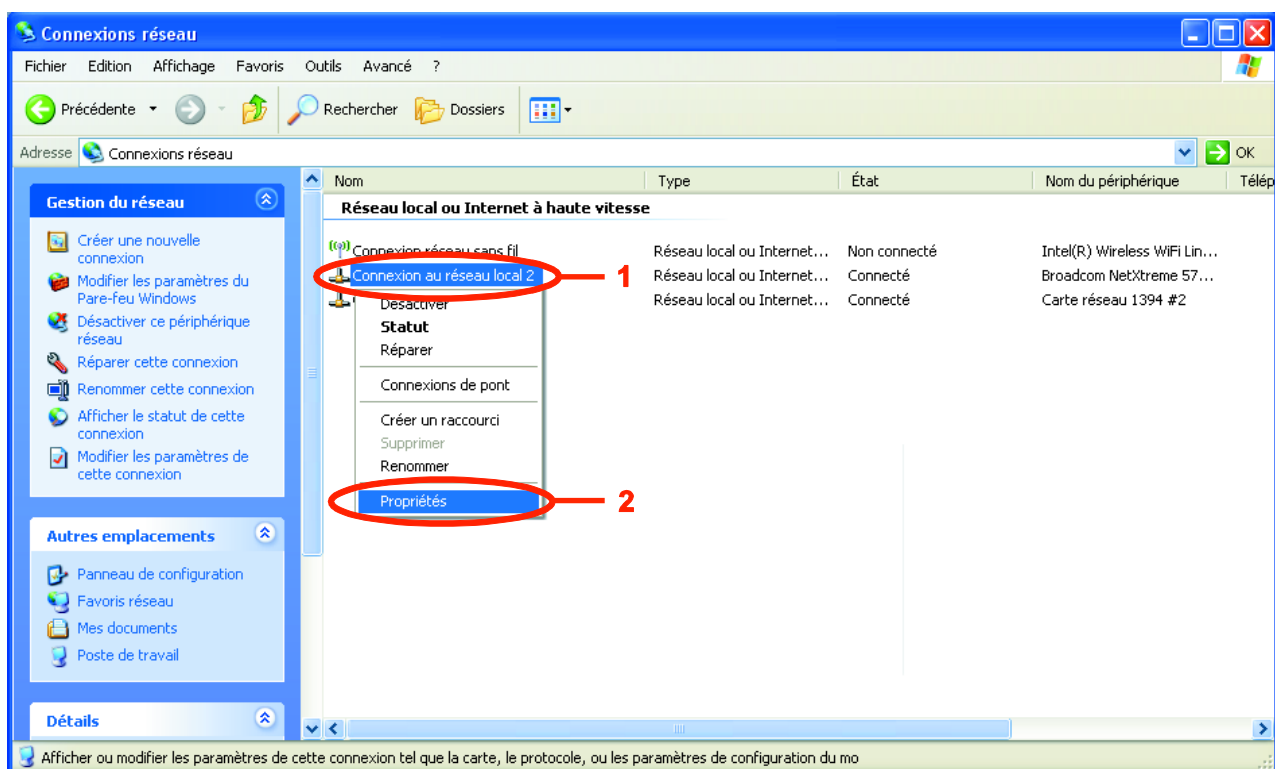 Connexions réseau
Fichier Edition Affichage Favoris Outils Avancé ?
Précédente Rechercher Dossiers
Adresse Connexions réseau OK
Gestion du réseau
Créer une nouvelle
connexion
Modifier les paramètres du
Pare-feu Windows
Désactiver ce périphérique
réseau
Réparer cette connexion
Renommer cette connexion
Afficher le statut de cette
connexion
Modifier les paramètres de
cette connexion
Autres emplacements
Panneau de configuration
Favoris réseau
Mes documents
Poste de travail
Détails
Nom Type État Nom du périphérique Télép
Réseau local ou Internet à haute vitesse
Connexion réseau sans fil Réseau local ou Internet... Non connecté Intel(R) Wireless WiFi Lin...
Connexion au réseau local 2 1 Réseau local ou Internet... Connecté Broadcom NetXtreme 57...
Réseau local ou Internet... Connecté Carte réseau 1394 #2
Désactiver
Statut
Réparer
Connexions de pont
Créer un raccourci
Supprimer
Renommer
Propriétés 2
Afficher ou modifier les paramètres de cette connexion tel que la carte, le protocole, ou les paramètres de configuration du mo